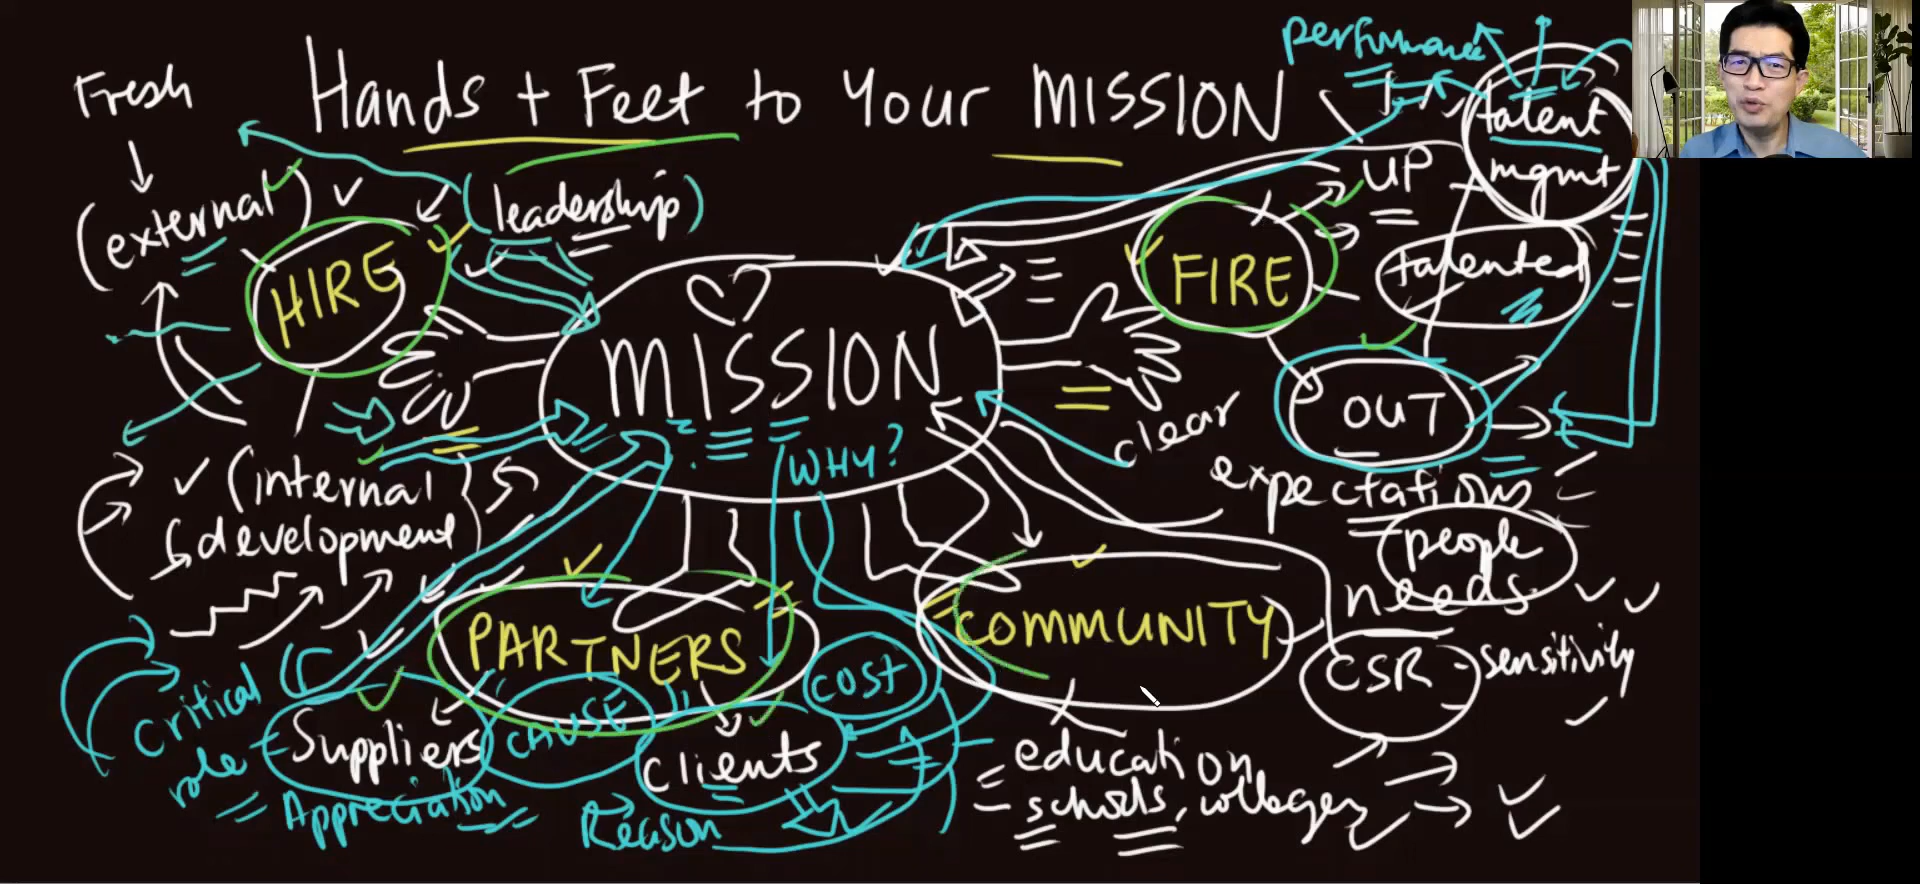 Hands + Feet to Your MISSION
performance
talent
mgmt
Fresh
(external)
(leadership)
HIRE
FIRE
UP
talented
OUT
MISSION
WHY?
clear
expectations
people
needs
(internal
development)
PARTNERS
COMMUNITY
CSR
sensitivity
Critical
role
Suppliers
CAUSE
clients
COST
Appreciation
Reason
education
schools, colleges